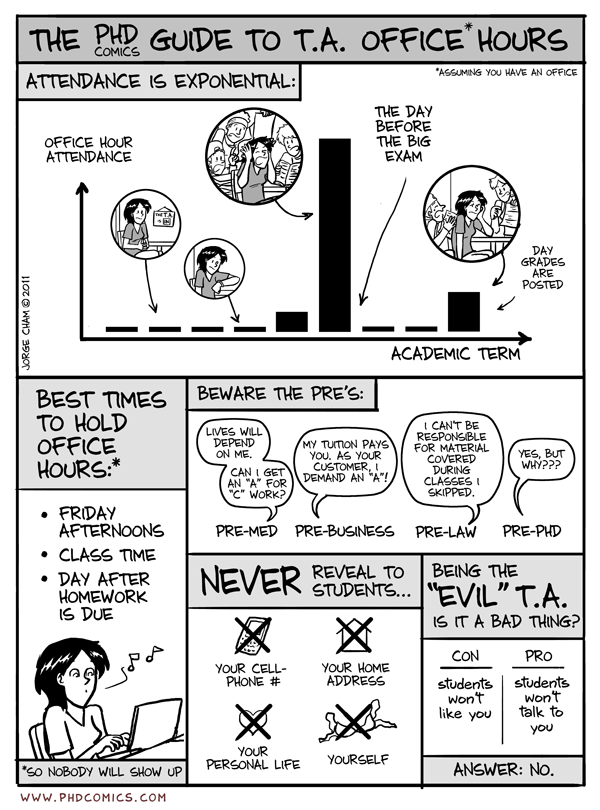 THE PHD COMICS GUIDE TO T.A. OFFICE* HOURS
ATTENDANCE IS EXPONENTIAL:
*ASSUMING YOU HAVE AN OFFICE
OFFICE HOUR
ATTENDANCE
THE DAY
BEFORE
THE BIG
EXAM
THE T.A.
IS
IN
DAY
GRADES
ARE
POSTED
JORGE CHAM © 2011
ACADEMIC TERM
BEST TIMES
TO HOLD
OFFICE
HOURS:*
• FRIDAY
AFTERNOONS
• CLASS TIME
• DAY AFTER
HOMEWORK
IS DUE
*SO NOBODY WILL SHOW UP
BEWARE THE PRE'S:
LIVES WILL
DEPEND
ON ME.
CAN I GET
AN "A" FOR
"C" WORK?
PRE-MED
MY TUITION PAYS
YOU. AS YOUR
CUSTOMER, I
DEMAND AN "A"!
PRE-BUSINESS
I CAN'T BE
RESPONSIBLE
FOR MATERIAL
COVERED
DURING
CLASSES I
SKIPPED.
PRE-LAW
YES, BUT
WHY???
PRE-PHD
NEVER REVEAL TO
STUDENTS...
YOUR CELL-
PHONE #
YOUR HOME
ADDRESS
YOUR
PERSONAL LIFE
YOURSELF
BEING THE
"EVIL" T.A.
IS IT A BAD THING?
CON
students
won't
like you
PRO
students
won't
talk to
you
ANSWER: NO.
WWW.PHDCOMICS.COM